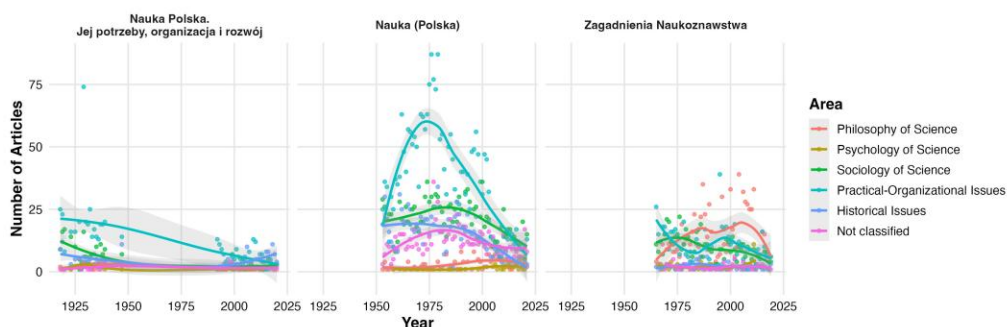 Nauka Polska.
Jej potrzeby, organizacja i rozwój
Nauka (Polska)
Zagadnienia Naukoznawstwa
Number of Articles
75
50
25
0
1925 1950 1975 2000 2025
1925 1950 1975 2000 2025
1925 1950 1975 2000 2025
Year
Area
Philosophy of Science
Psychology of Science
Sociology of Science
Practical-Organizational Issues
Historical Issues
Not classified